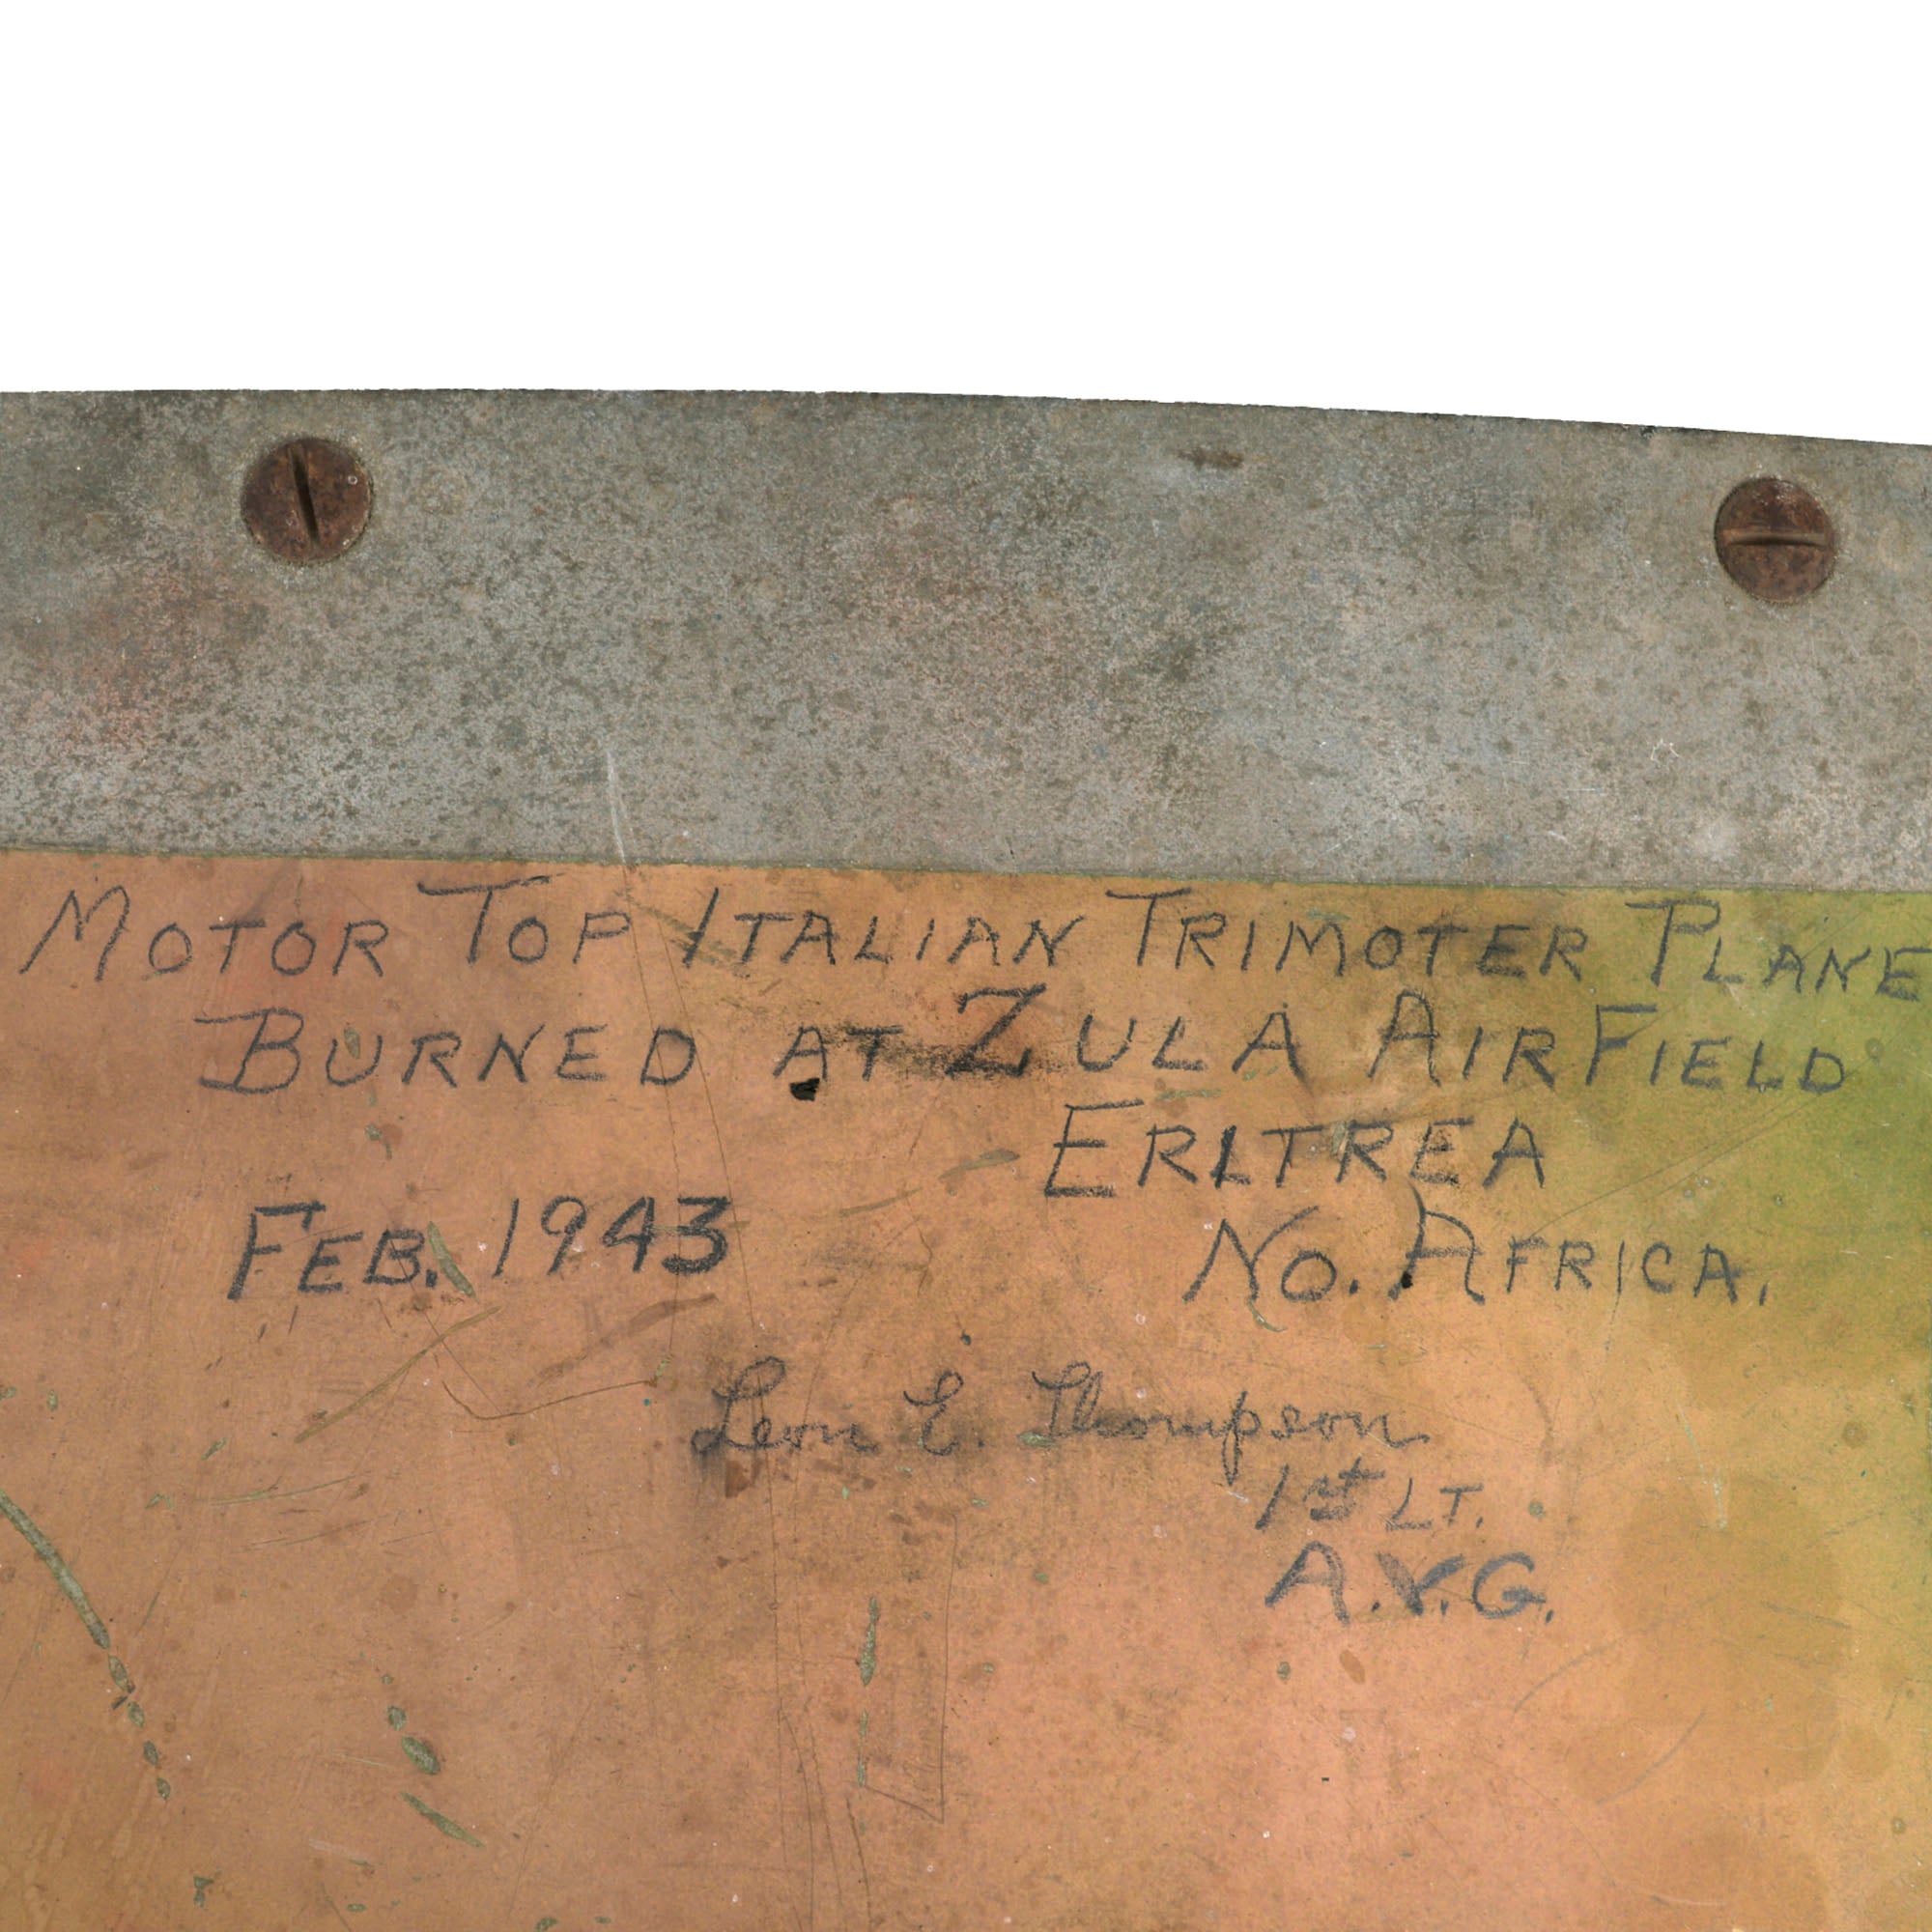 MOTOR TOP ITALIAN TRIMOTER PLANE
BURNED AT ZULA AIRFIELD
ERITREA
FEB. 1943 NO. AFRICA.
Leon E. Thompson
1st LT.
A.V.G.